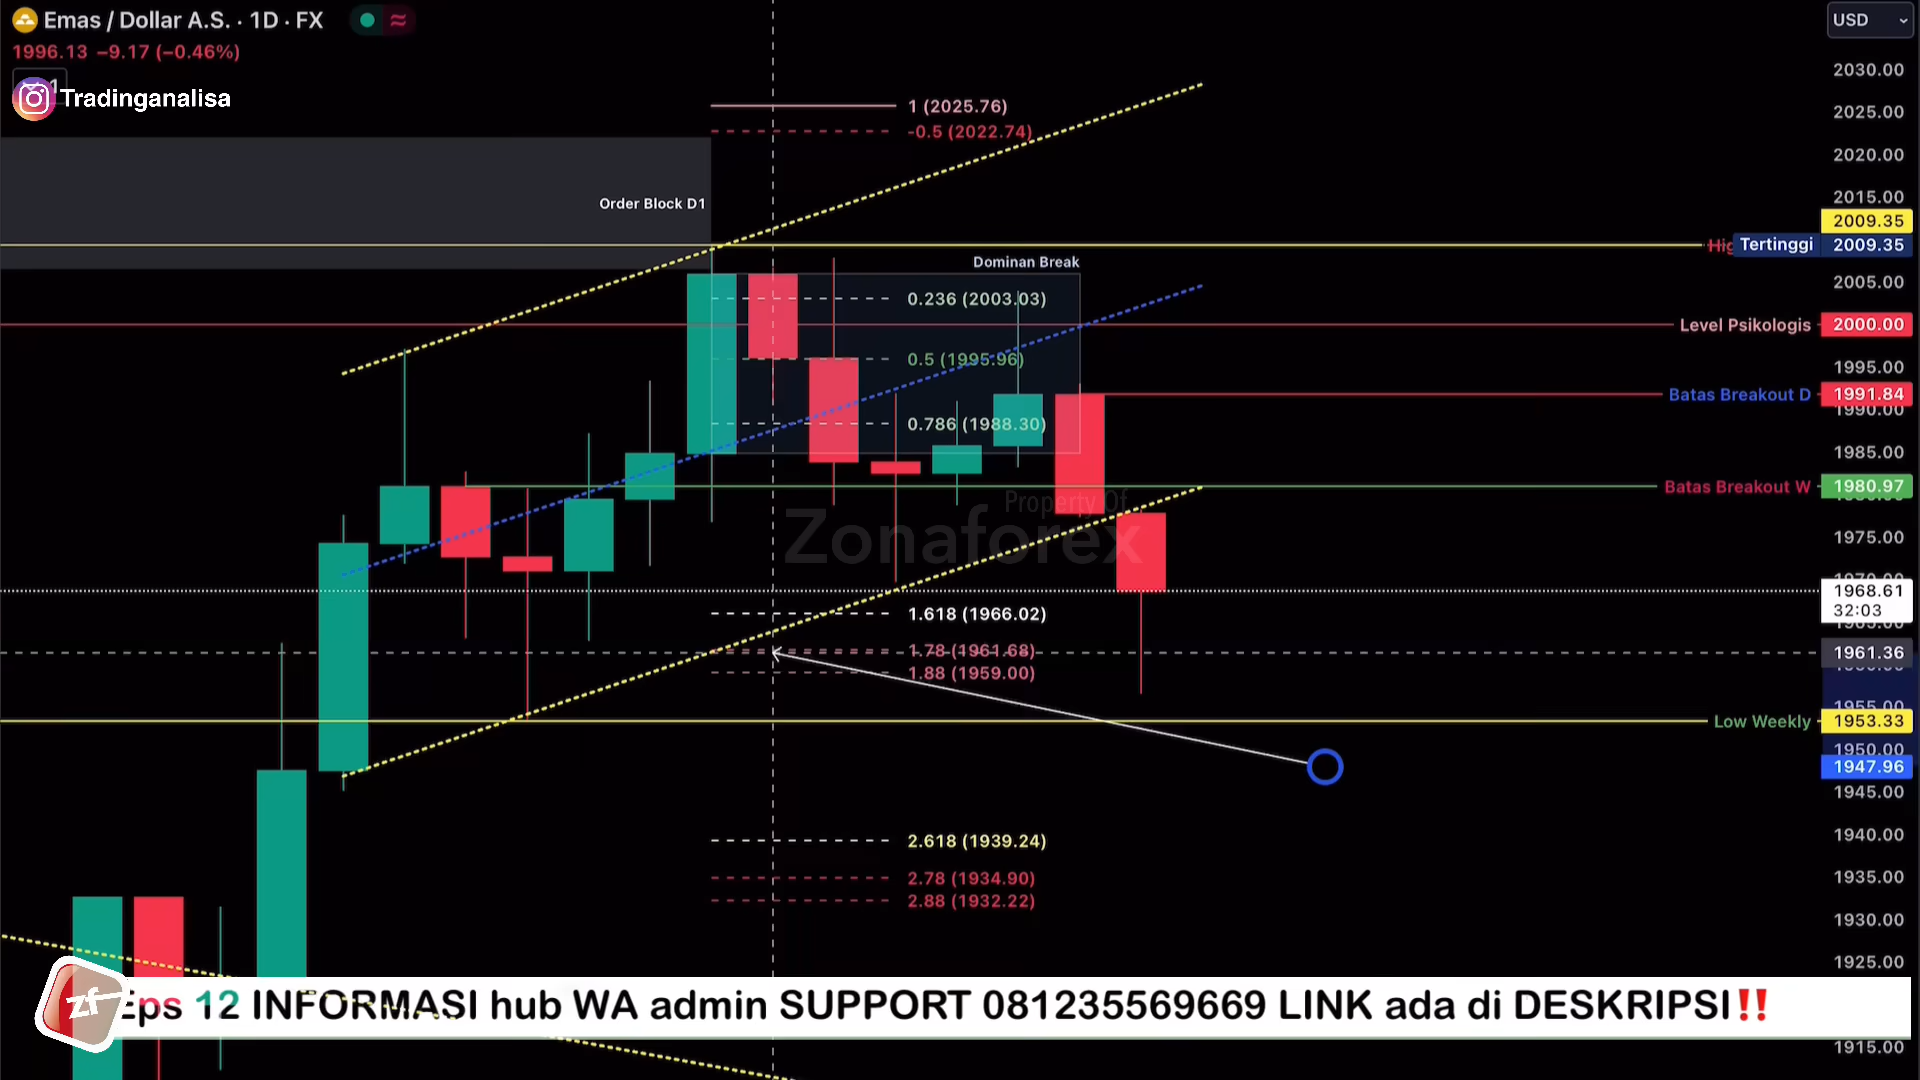 Emas / Dollar A.S. · 1D · FX
1996.13 −9.17 (−0.46%)
Tradinganalisa
USD
2030.00
2025.00
2020.00
2015.00
2009.35
Tertinggi 2009.35
2005.00
Level Psikologis 2000.00
1995.00
Batas Breakout D 1991.84
1990.00
1985.00
Batas Breakout W 1980.97
1975.00
1968.61
32:03
1961.36
1955.00
Low Weekly 1953.33
1950.00
1947.96
1945.00
1940.00
1935.00
1930.00
1925.00
1915.00
1 (2025.76)
-0.5 (2022.74)
Order Block D1
Dominan Break
0.236 (2003.03)
0.5 (1995.96)
0.786 (1988.30)
Property Of
Zonaforex
1.618 (1966.02)
1.78 (1961.68)
1.88 (1959.00)
2.618 (1939.24)
2.78 (1934.90)
2.88 (1932.22)
zf
Eps 12 INFORMASI hub WA admin SUPPORT 081235569669 LINK ada di DESKRIPSI‼